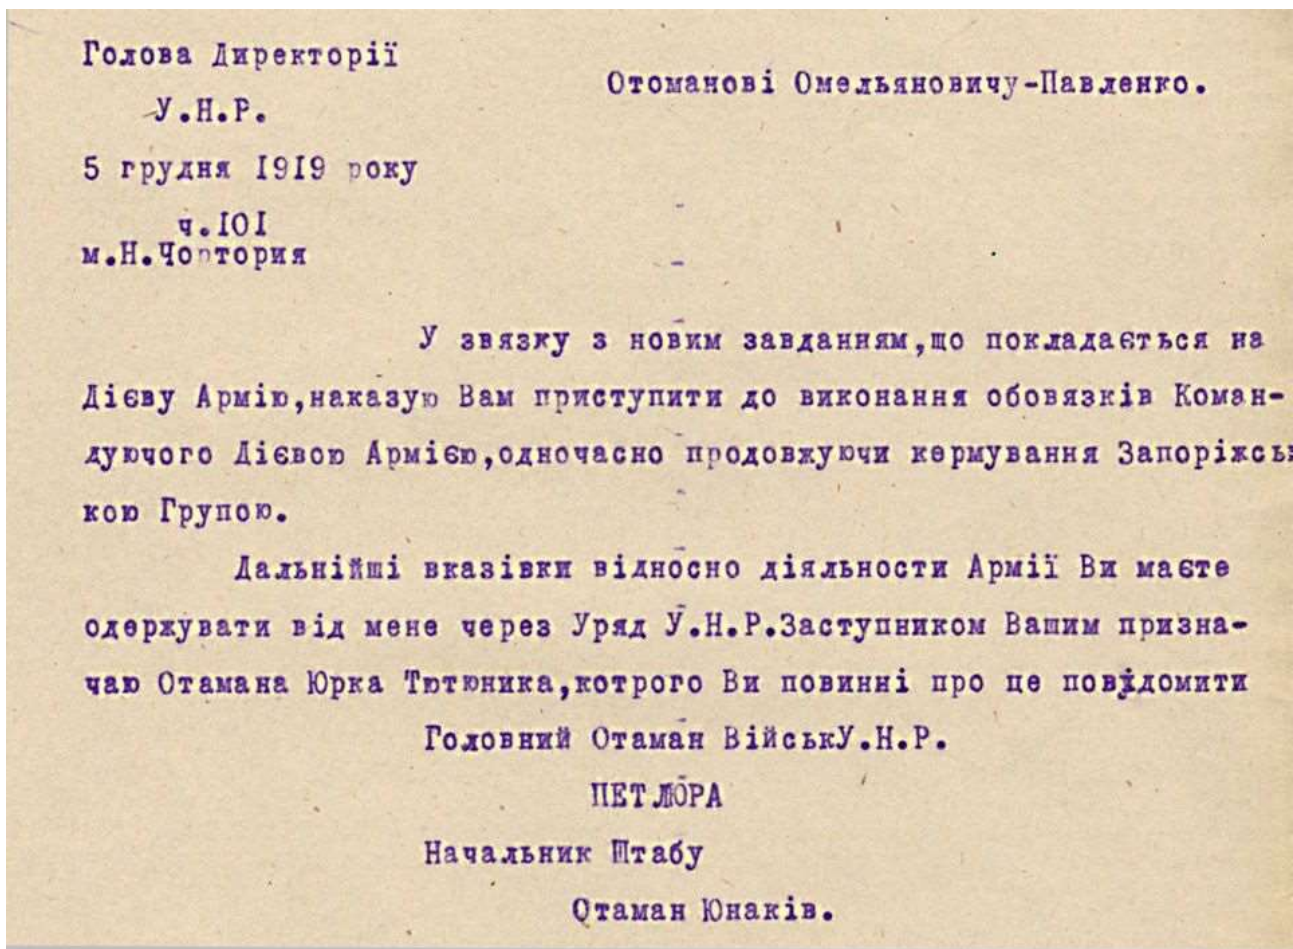 Голова Директорії
Отоманові Омельяновичу-Павленко.
У.Н.Р.
5 грудня 1919 року
ч.101
м.Н.Чортория
У звязку з новим завданням,що покладається на
Дієву Армію,наказую Вам приступити до виконання обовязків Коман-
дуючого Дієвою Армією,одночасно продовжуючи кермування Запоріжсь
кою Групою.
Дальнійші вказівки відносно діяльности Армії Ви маєте
одержувати від мене через Уряд У.Н.Р.Заступником Вашим призна-
чаю Отамана Юрка Тютюника,котрого Ви повинні про це повідомити
Головний Отаман ВійськУ.Н.Р.
ПЕТЛЮРА
Начальник Штабу
Отаман Юнаків.